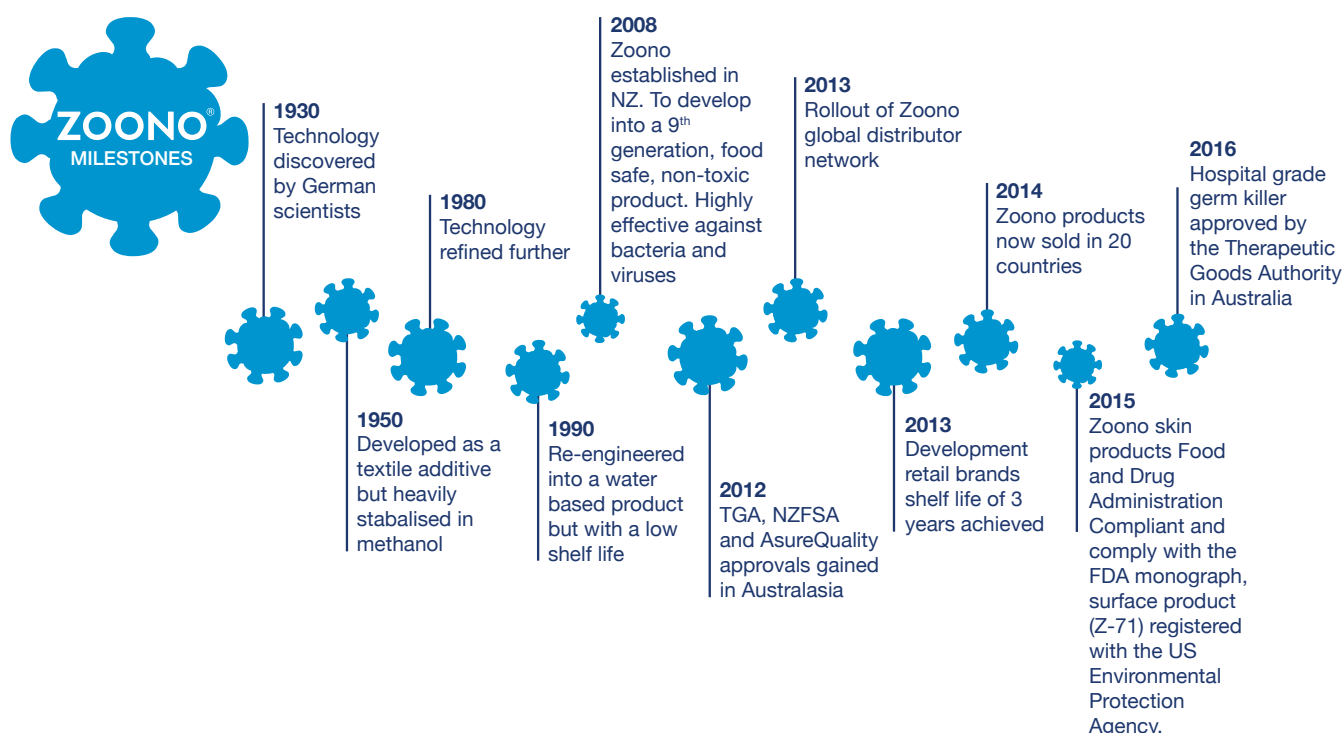 ZOONO®
MILESTONES
1930
Technology
discovered
by German
scientists
1950
Developed as a
textile additive
but heavily
stabalised in
methanol
1980
Technology
refined further
1990
Re-engineered
into a water
based product
but with a low
shelf life
2008
Zoono
established in
NZ. To develop
into a 9th
generation, food
safe, non-toxic
product. Highly
effective against
bacteria and
viruses
2012
TGA, NZFSA
and AsureQuality
approvals gained
in Australasia
2013
Rollout of Zoono
global distributor
network
2013
Development
retail brands
shelf life of 3
years achieved
2014
Zoono products
now sold in 20
countries
2015
Zoono skin
products Food
and Drug
Administration
Compliant and
comply with the
FDA monograph,
surface product
(Z-71) registered
with the US
Environmental
Protection
Agency.
2016
Hospital grade
germ killer
approved by
the Therapeutic
Goods Authority
in Australia